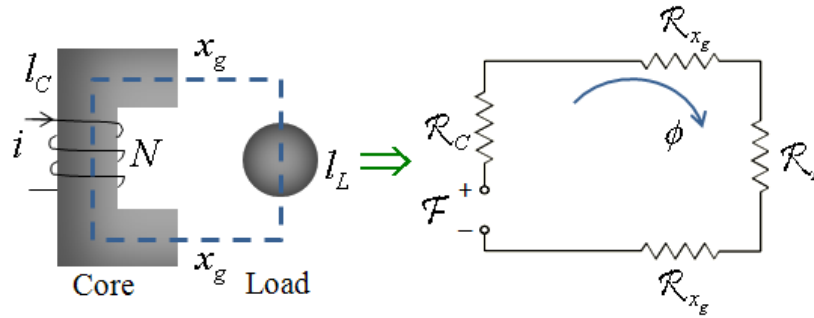 x_g
l_C
i
N
l_L
x_g
Core
Load
ℛ_{x_g}
ℛ_C
ϕ
ℱ
+
−
ℛ_{x_g}